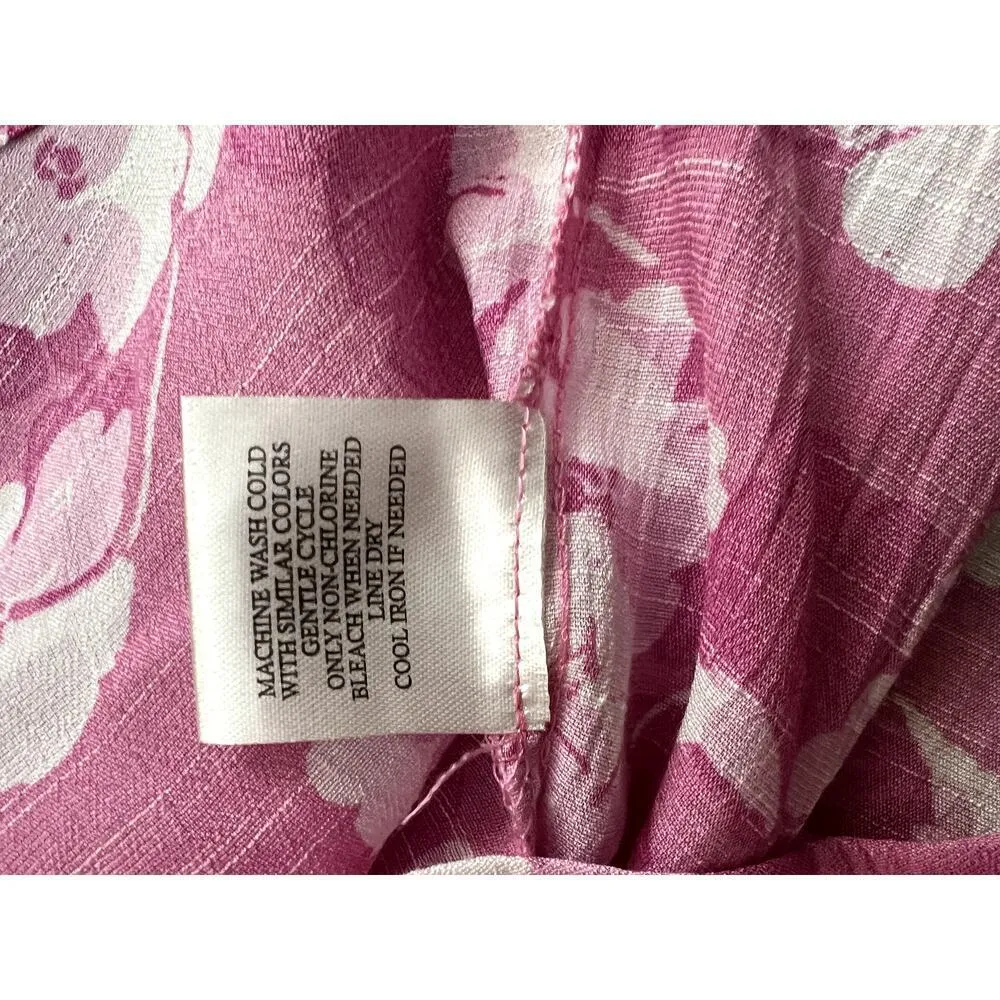 MACHINE WASH COLD
WITH SIMILAR COLORS
GENTLE CYCLE
ONLY NON-CHLORINE
BLEACH WHEN NEEDED
LINE DRY
COOL IRON IF NEEDED